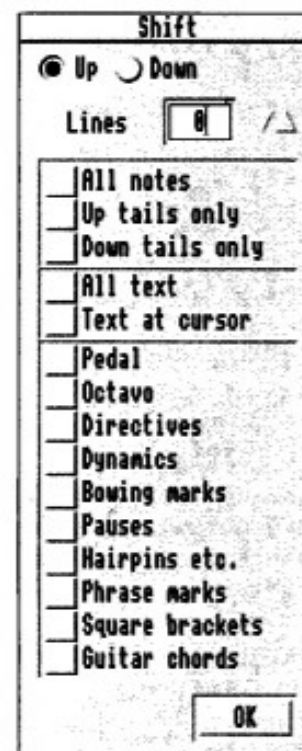 Shift
Up Down
Lines 0
All notes
Up tails only
Down tails only
All text
Text at cursor
Pedal
Octavo
Directives
Dynamics
Bowing marks
Pauses
Hairpins etc.
Phrase marks
Square brackets
Guitar chords
OK